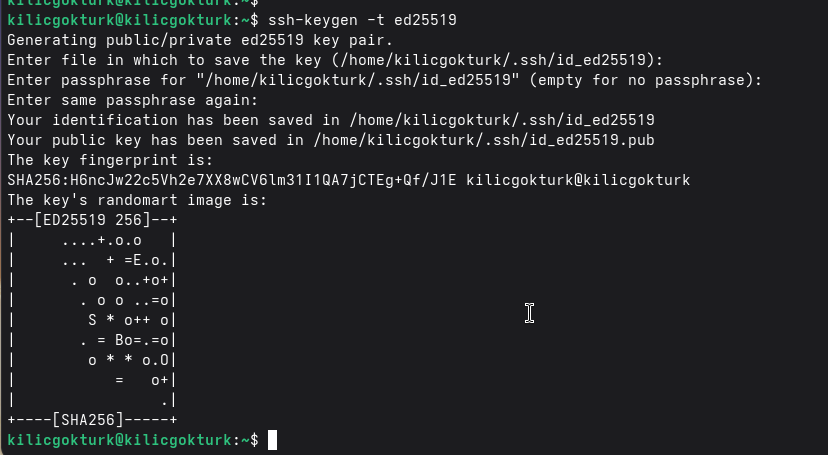 kilicgokturk@kilicgokturk:~$
kilicgokturk@kilicgokturk:~$ ssh-keygen -t ed25519
Generating public/private ed25519 key pair.
Enter file in which to save the key (/home/kilicgokturk/.ssh/id_ed25519):
Enter passphrase for "/home/kilicgokturk/.ssh/id_ed25519" (empty for no passphrase):
Enter same passphrase again:
Your identification has been saved in /home/kilicgokturk/.ssh/id_ed25519
Your public key has been saved in /home/kilicgokturk/.ssh/id_ed25519.pub
The key fingerprint is:
SHA256:H6ncJw22c5Vh2e7XX8wCV6lm31I1QA7jCTEg+Qf/J1E kilicgokturk@kilicgokturk
The key's randomart image is:
+--[ED25519 256]--+
|     ....+.o.o   |
|     ...  + =E.o.|
|      . o  o..+o+|
|       . o o ..=o|
|        S * o++ o|
|       . = Bo=.=o|
|        o * * o.O|
|           =   o+|
|                .|
+----[SHA256]-----+
kilicgokturk@kilicgokturk:~$